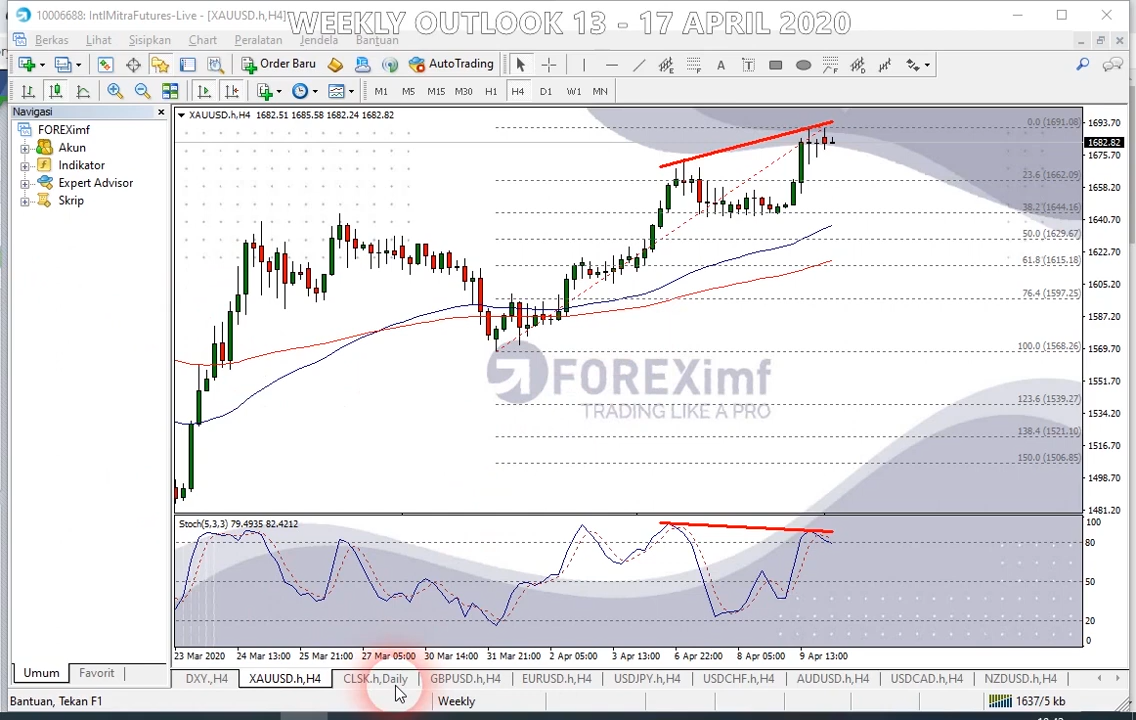 10006688: IntlMitraFutures-Live - [XAUUSD.h,H4]
WEEKLY OUTLOOK 13 - 17 APRIL 2020
Berkas Lihat Sisipkan Chart Peralatan Jendela Bantuan
Order Baru AutoTrading A T
M1 M5 M15 M30 H1 H4 D1 W1 MN
Navigasi
FOREXimf
Akun
Indikator
Expert Advisor
Skrip
Umum Favorit
XAUUSD.h,H4 1682.51 1685.58 1682.24 1682.82
0.0 (1691.08)
23.6 (1662.09)
38.2 (1644.16)
50.0 (1629.67)
61.8 (1615.18)
76.4 (1597.25)
100.0 (1568.26)
123.6 (1539.27)
138.4 (1521.10)
150.0 (1506.85)
1693.70
1682.82
1675.70
1658.20
1640.70
1622.70
1605.20
1587.20
1569.70
1551.70
1534.20
1516.70
1498.70
1481.20
FOREXimf
TRADING LIKE A PRO
Stoch(5,3,3) 79.4935 82.4212
100
80
50
20
0
23 Mar 2020 24 Mar 13:00 25 Mar 21:00 27 Mar 05:00 30 Mar 14:00 31 Mar 21:00 2 Apr 05:00 3 Apr 13:00 6 Apr 22:00 8 Apr 05:00 9 Apr 13:00
DXY.,H4 XAUUSD.h,H4 CLSK.h,Daily GBPUSD.h,H4 EURUSD.h,H4 USDJPY.h,H4 USDCHF.h,H4 AUDUSD.h,H4 USDCAD.h,H4 NZDUSD.h,H4
Bantuan, Tekan F1 Weekly 1637/5 kb